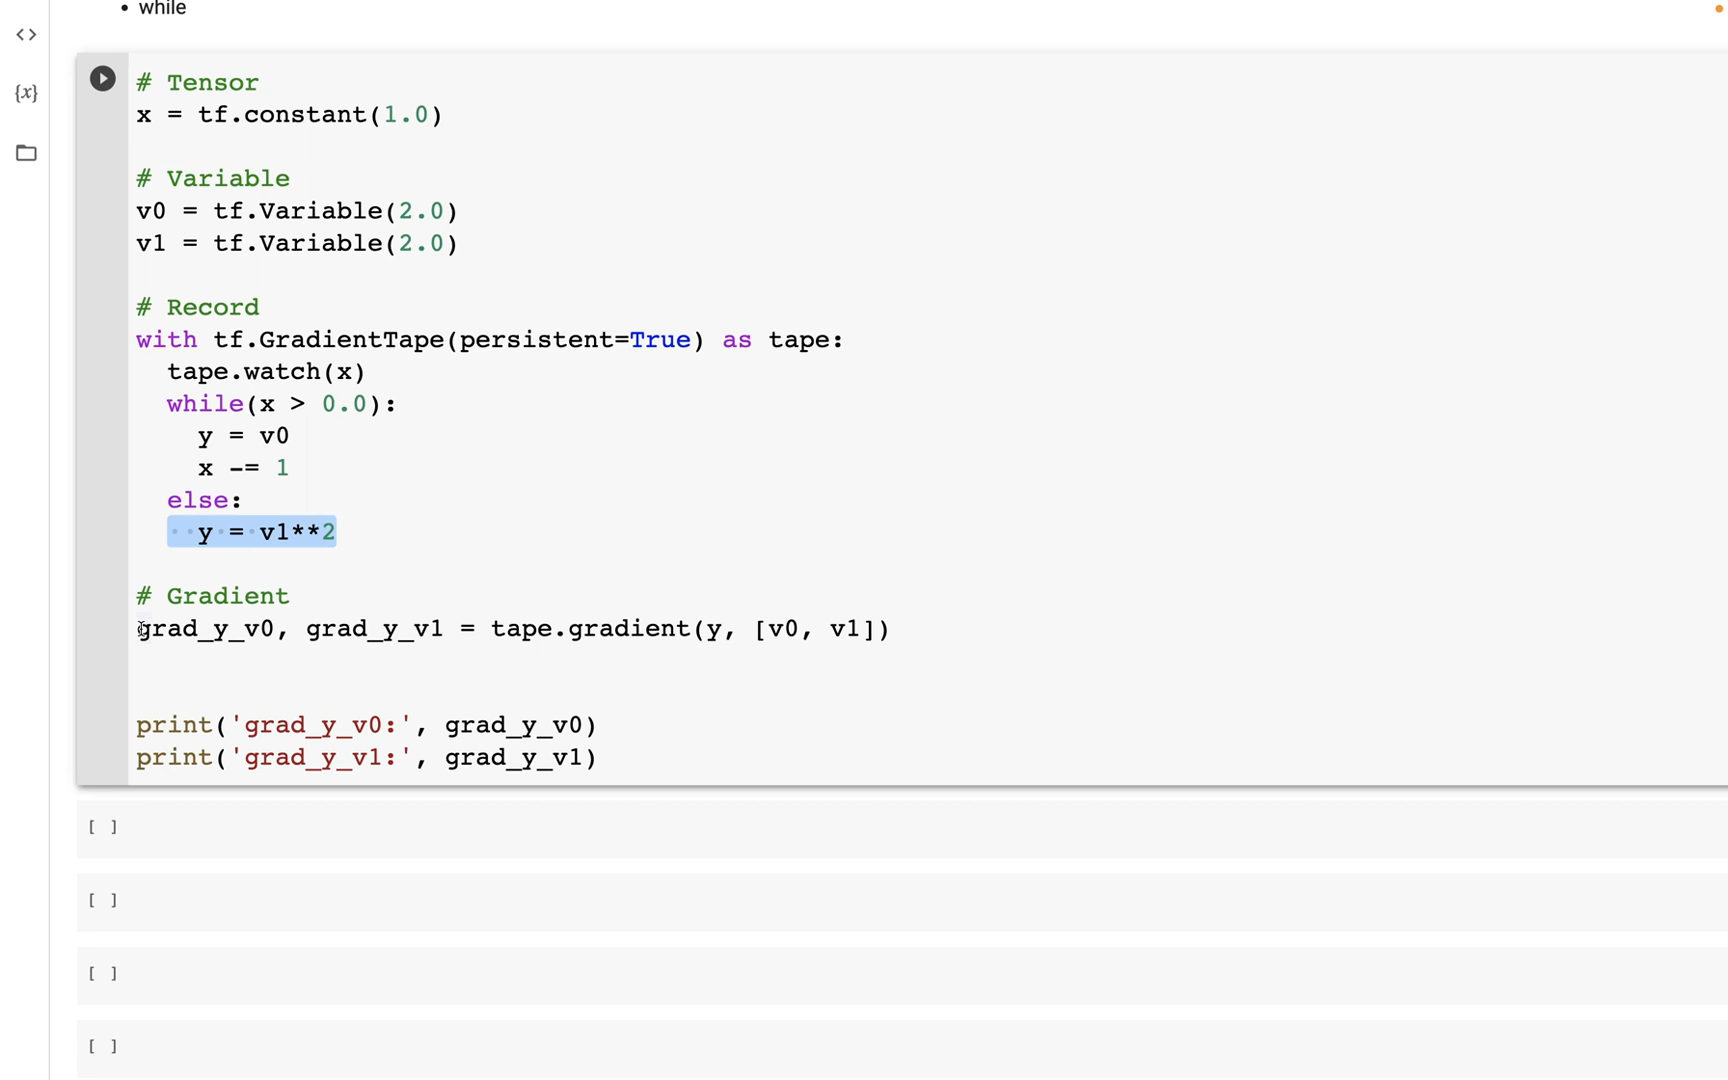 while
<>
{x}
# Tensor
x = tf.constant(1.0)
# Variable
v0 = tf.Variable(2.0)
v1 = tf.Variable(2.0)
# Record
with tf.GradientTape(persistent=True) as tape:
tape.watch(x)
while(x > 0.0):
y = v0
x -= 1
else:
y = v1**2
# Gradient
grad_y_v0, grad_y_v1 = tape.gradient(y, [v0, v1])
print('grad_y_v0:', grad_y_v0)
print('grad_y_v1:', grad_y_v1)
[ ]
[ ]
[ ]
[ ]